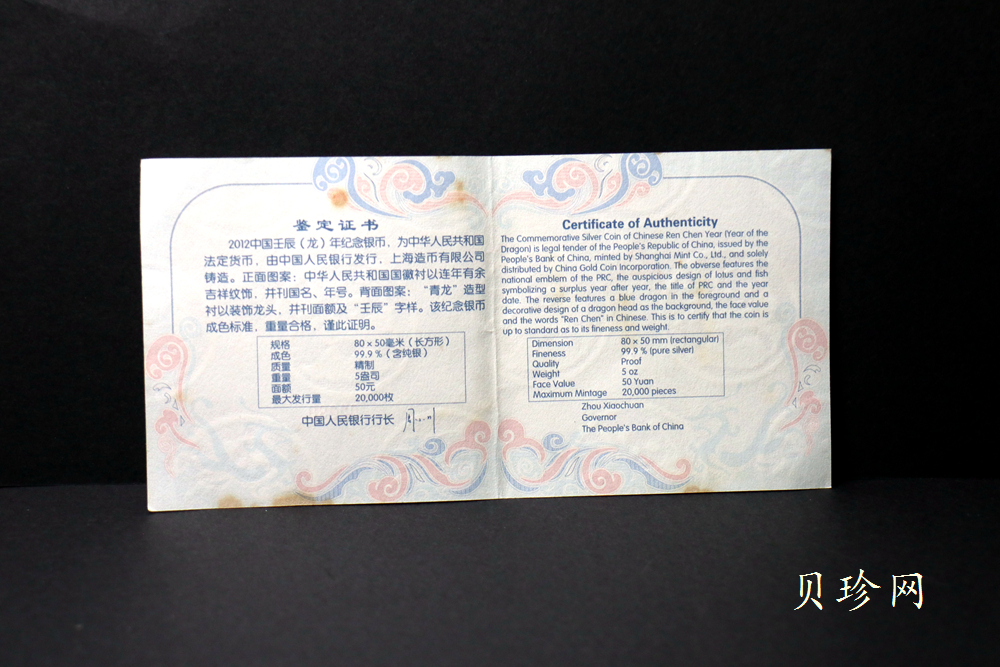 鉴定证书
2012中国壬辰（龙）年纪念银币，为中华人民共和国
法定货币，由中国人民银行发行，上海造币有限公司
铸造。正面图案：中华人民共和国国徽衬以连年有余
吉祥纹饰，并刊国名、年号。背面图案：“青龙”造型
衬以装饰龙头，并刊面额及“壬辰”字样。该纪念银币
成色标准，重量合格，谨此证明。
规格 80×50毫米（长方形）
成色 99.9%（含纯银）
质量 精制
重量 5盎司
面额 50元
最大发行量 20,000枚
中国人民银行行长
Certificate of Authenticity
The Commemorative Silver Coin of Chinese Ren Chen Year (Year of the
Dragon) is legal tender of the People's Republic of China, issued by the
People's Bank of China, minted by Shanghai Mint Co., Ltd., and solely
distributed by China Gold Coin Incorporation. The obverse features the
national emblem of the PRC, the auspicious design of lotus and fish
symbolizing a surplus year after year, the title of PRC and the year
date. The reverse features a blue dragon in the foreground and a
decorative design of a dragon head as the background, the face value
and the words "Ren Chen" in Chinese. This is to certify that the coin is
up to standard as to its fineness and weight.
Dimension 80 × 50 mm (rectangular)
Fineness 99.9 % (pure silver)
Quality Proof
Weight 5 oz
Face Value 50 Yuan
Maximum Mintage 20,000 pieces
Zhou Xiaochuan
Governor
The People's Bank of China
贝珍网